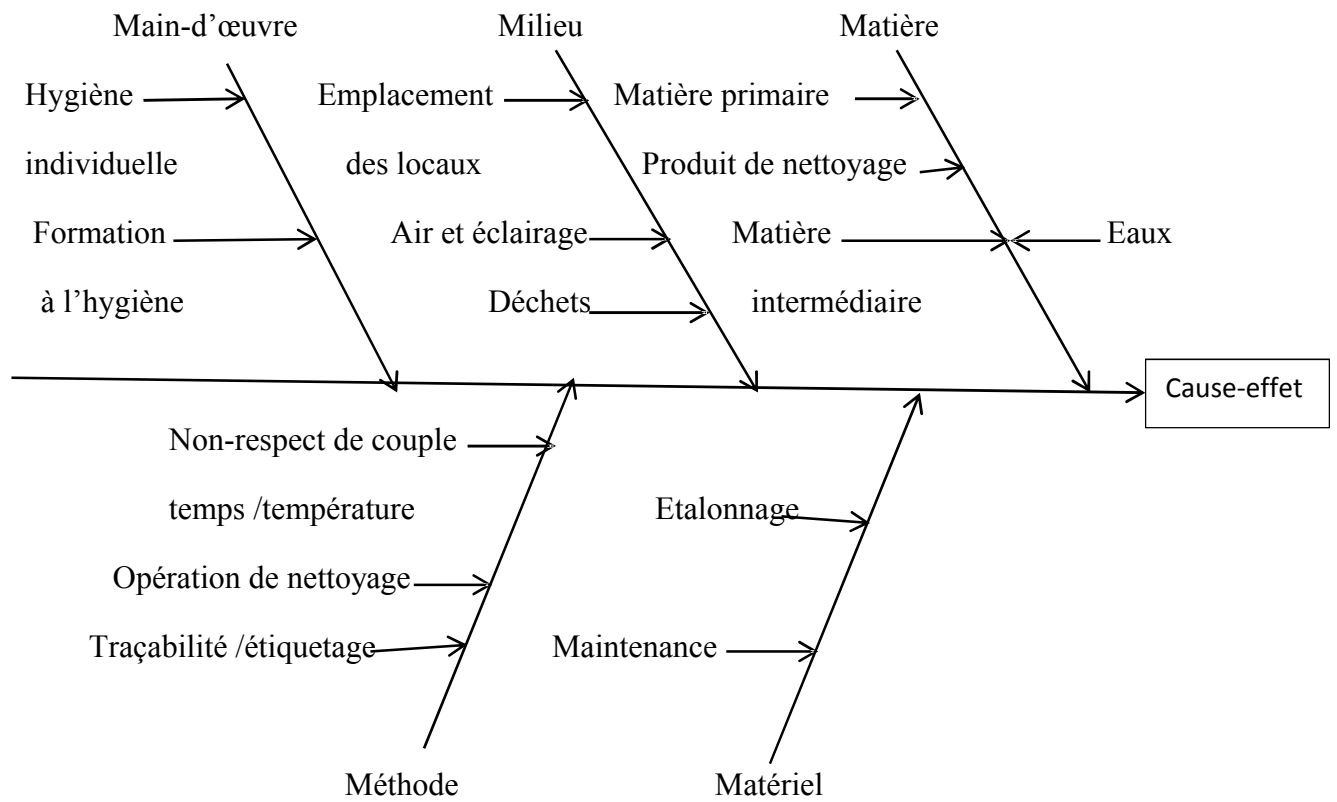 Main-d’œuvre
Milieu
Matière
Hygiène
individuelle
Formation
à l’hygiène
Emplacement
des locaux
Air et éclairage
Déchets
Matière primaire
Produit de nettoyage
Matière
intermédiaire
Eaux
Cause-effet
Non-respect de couple
temps /température
Opération de nettoyage
Traçabilité /étiquetage
Etalonnage
Maintenance
Méthode
Matériel